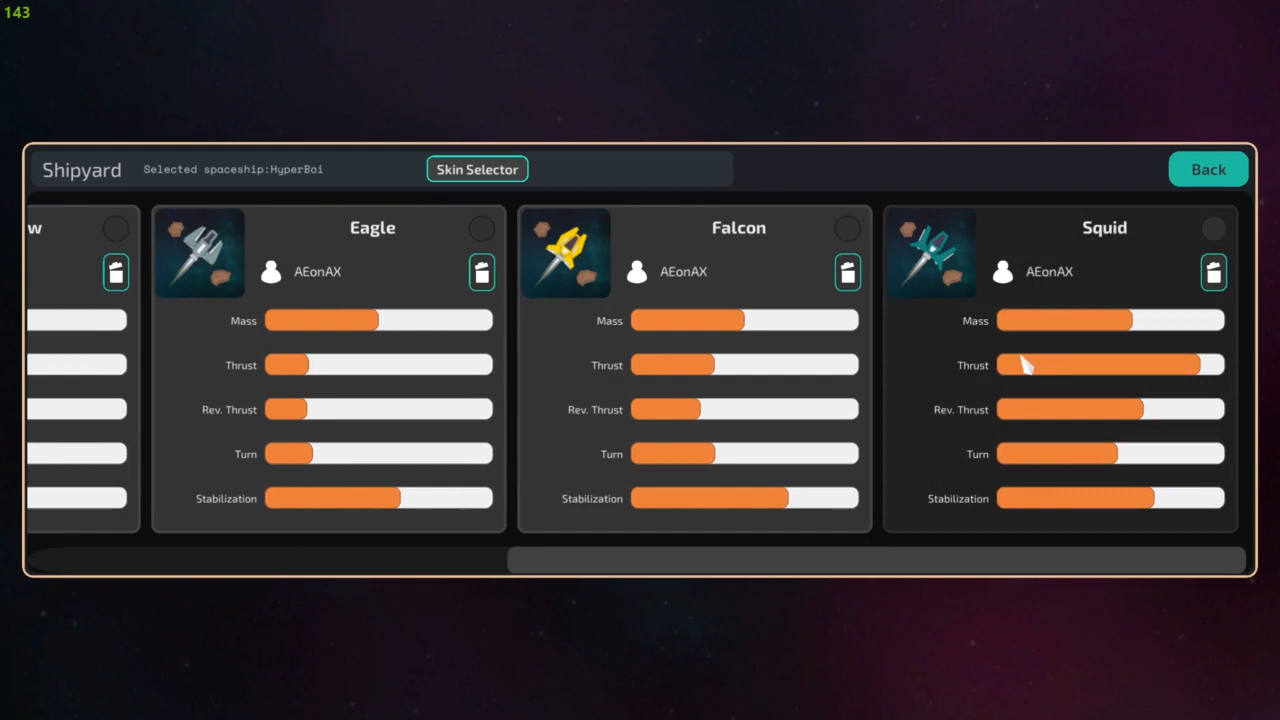 143
Shipyard Selected spaceship:HyperBoi Skin Selector Back
w
Eagle
AEonAX
Mass
Thrust
Rev. Thrust
Turn
Stabilization
Falcon
AEonAX
Mass
Thrust
Rev. Thrust
Turn
Stabilization
Squid
AEonAX
Mass
Thrust
Rev. Thrust
Turn
Stabilization